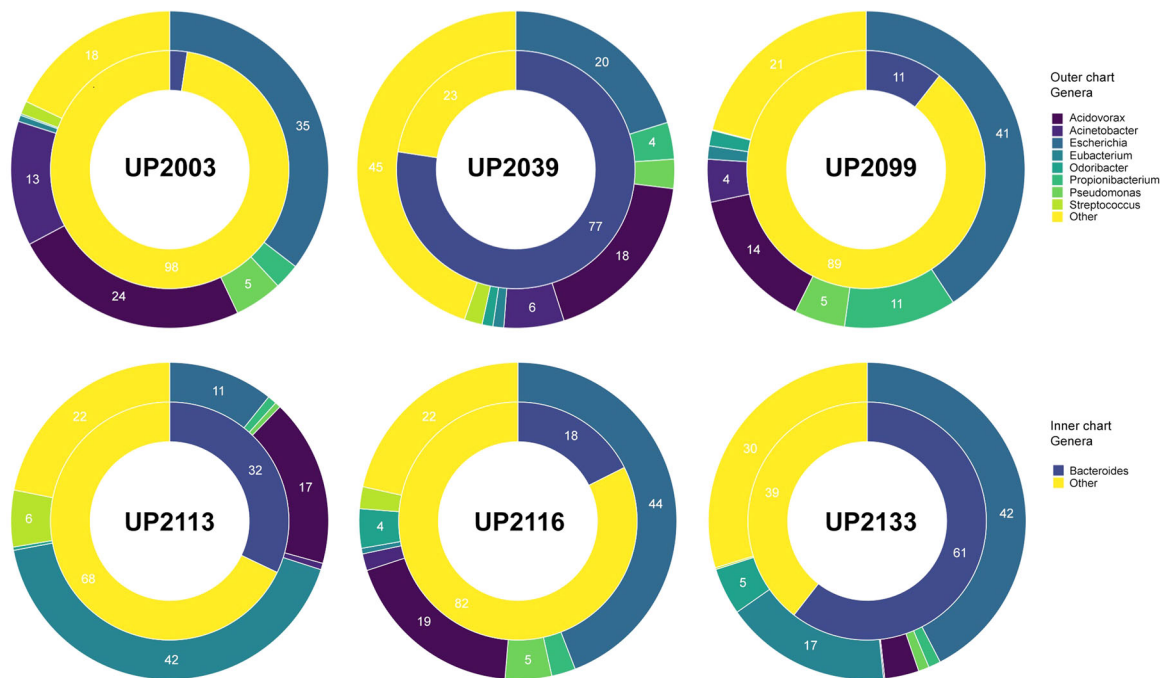 18
35
13
UP2003
98
24
5
20
23
4
45
UP2039
77
18
6
21
11
41
4
UP2099
14
89
5
11
Outer chart
Genera
Acidovorax
Acinetobacter
Escherichia
Eubacterium
Odoribacter
Propionibacterium
Pseudomonas
Streptococcus
Other
22
11
32
17
6
UP2113
68
42
22
18
44
4
UP2116
82
19
5
30
39
42
UP2133
61
5
17
Inner chart
Genera
Bacteroides
Other